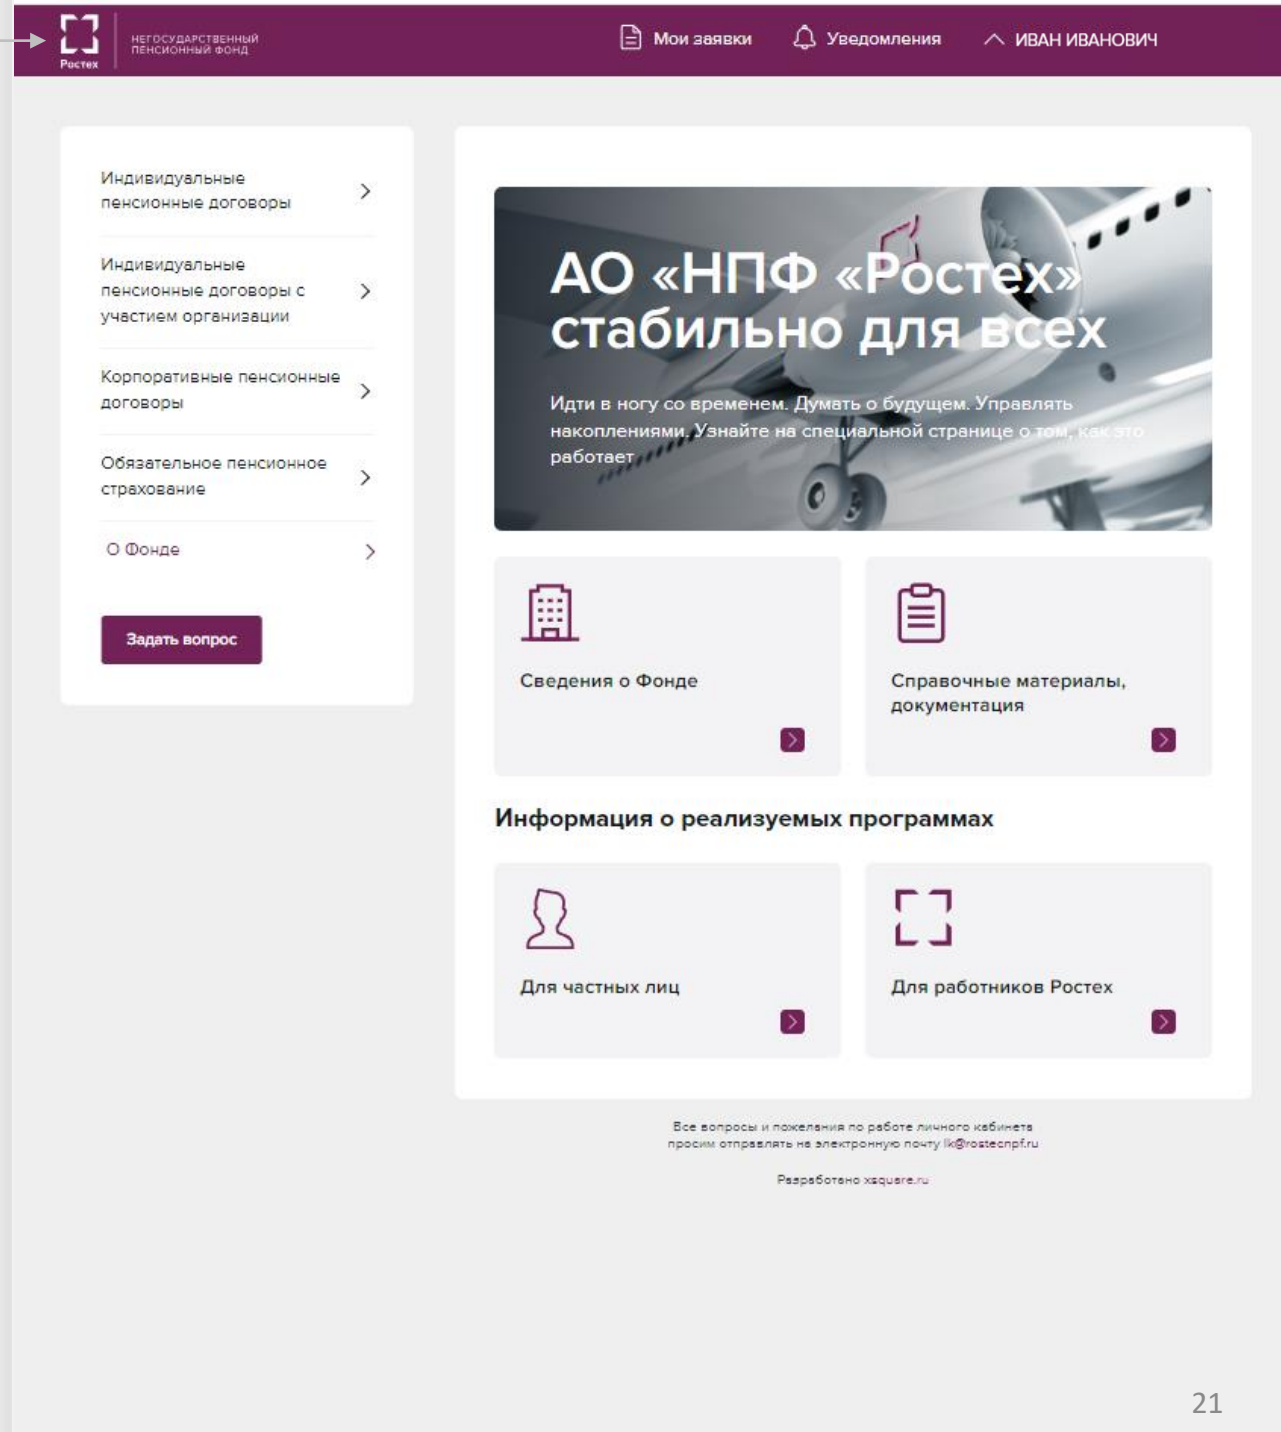 Ростех
НЕГОСУДАРСТВЕННЫЙ
ПЕНСИОННЫЙ ФОНД
Мои заявки
Уведомления
ИВАН ИВАНОВИЧ
Индивидуальные
пенсионные договоры
Индивидуальные
пенсионные договоры с
участием организации
Корпоративные пенсионные
договоры
Обязательное пенсионное
страхование
О Фонде
Задать вопрос
АО «НПФ «Ростех»
стабильно для всех
Идти в ногу со временем. Думать о будущем. Управлять
накоплениями. Узнайте на специальной странице о том, как это
работает
Сведения о Фонде
Справочные материалы,
документация
Информация о реализуемых программах
Для частных лиц
Для работников Ростех
Все вопросы и пожелания по работе личного кабинета
просим отправлять на электронную почту lk@rostecnpf.ru
Разработано xsquare.ru
21